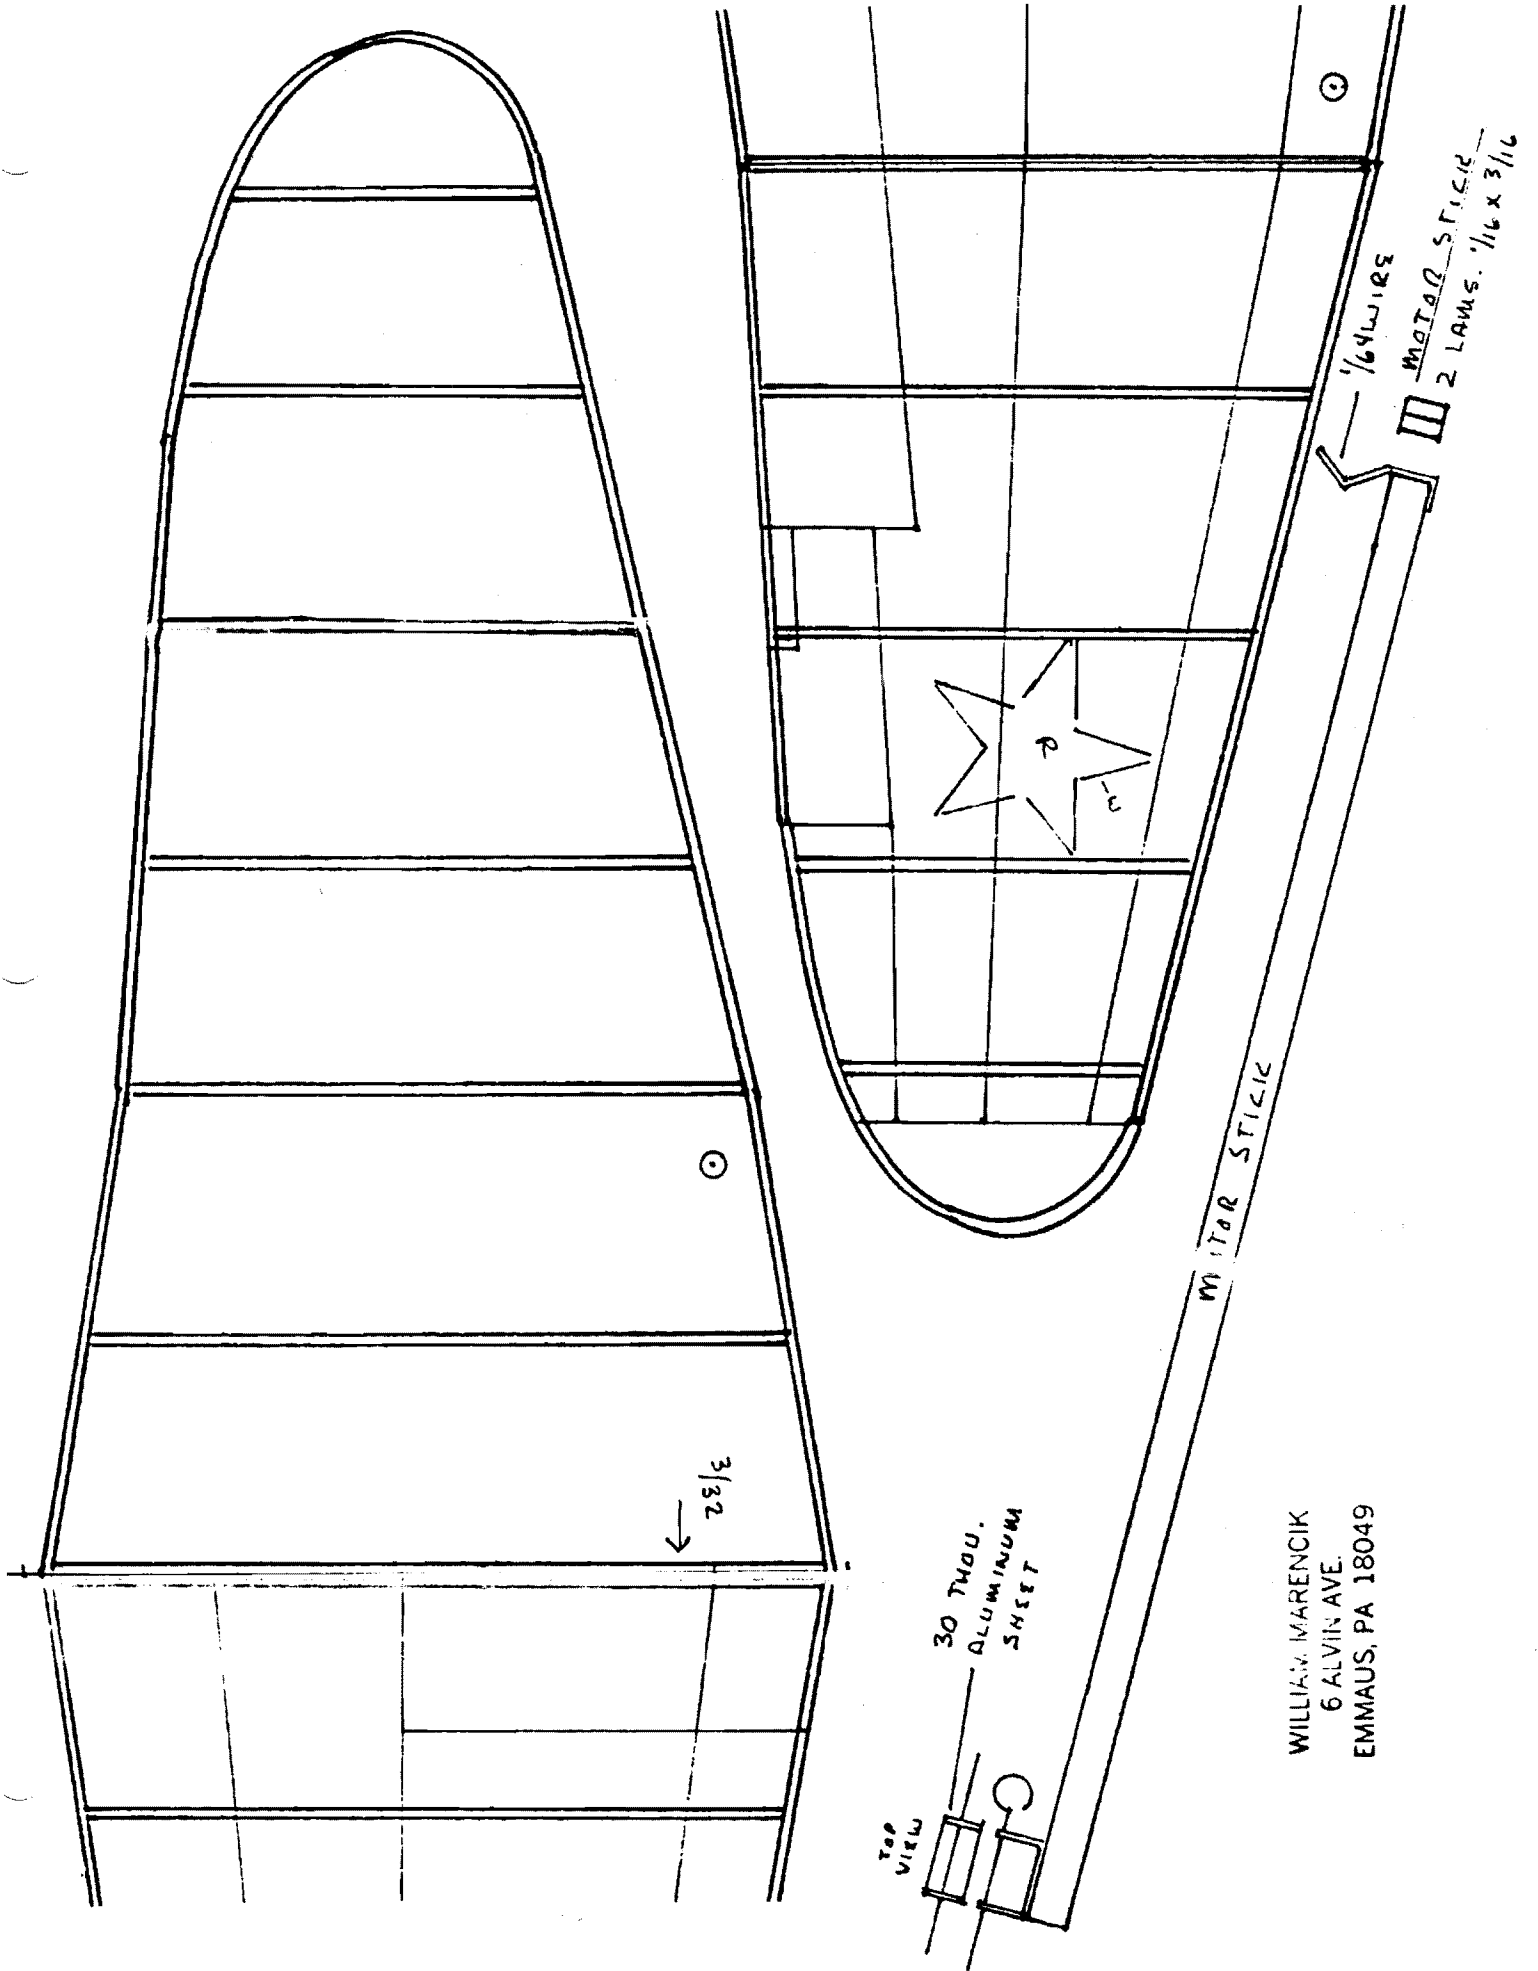 1/64 WIRE
MOTOR STICK
2 LAMS. 1/16 x 3/16
R
W
MOTOR STICK
3/32
30 THOU.
ALUMINUM
SHEET
TOP
VIEW
WILLIAM MARENCIK
6 ALVIN AVE.
EMMAUS, PA 18049